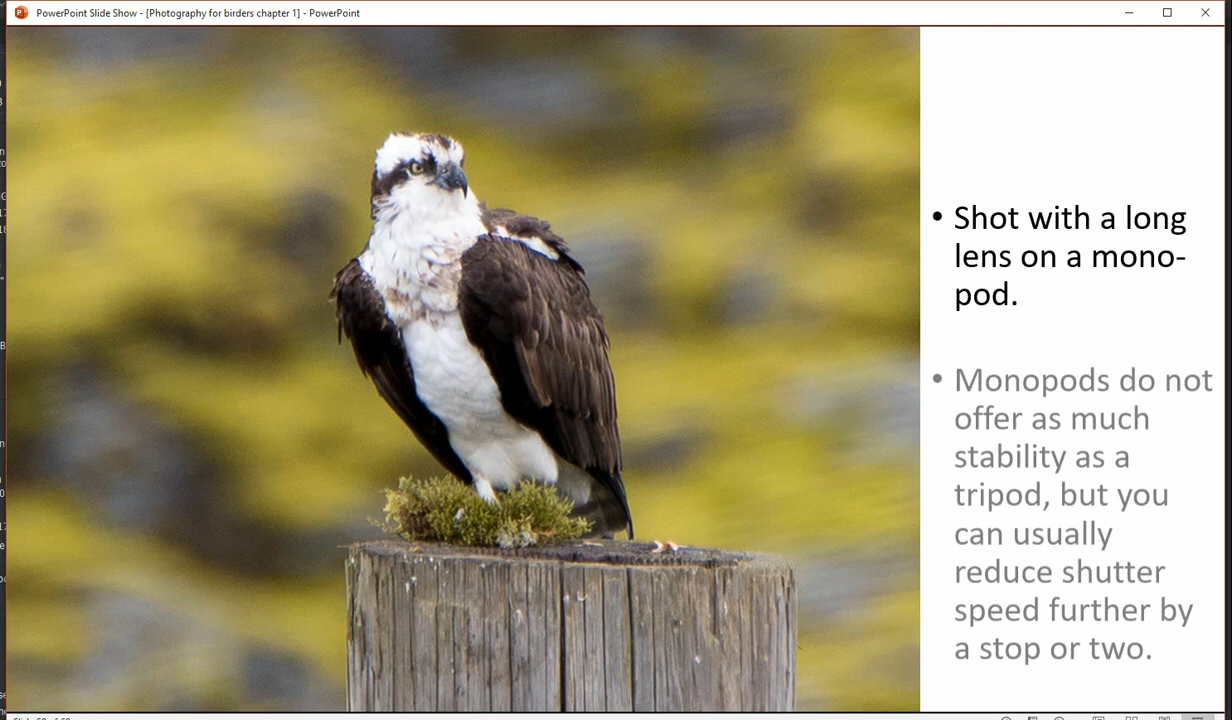 PowerPoint Slide Show - [Photography for birders chapter 1] - PowerPoint
• Shot with a long
lens on a mono-
pod.
• Monopods do not
offer as much
stability as a
tripod, but you
can usually
reduce shutter
speed further by
a stop or two.